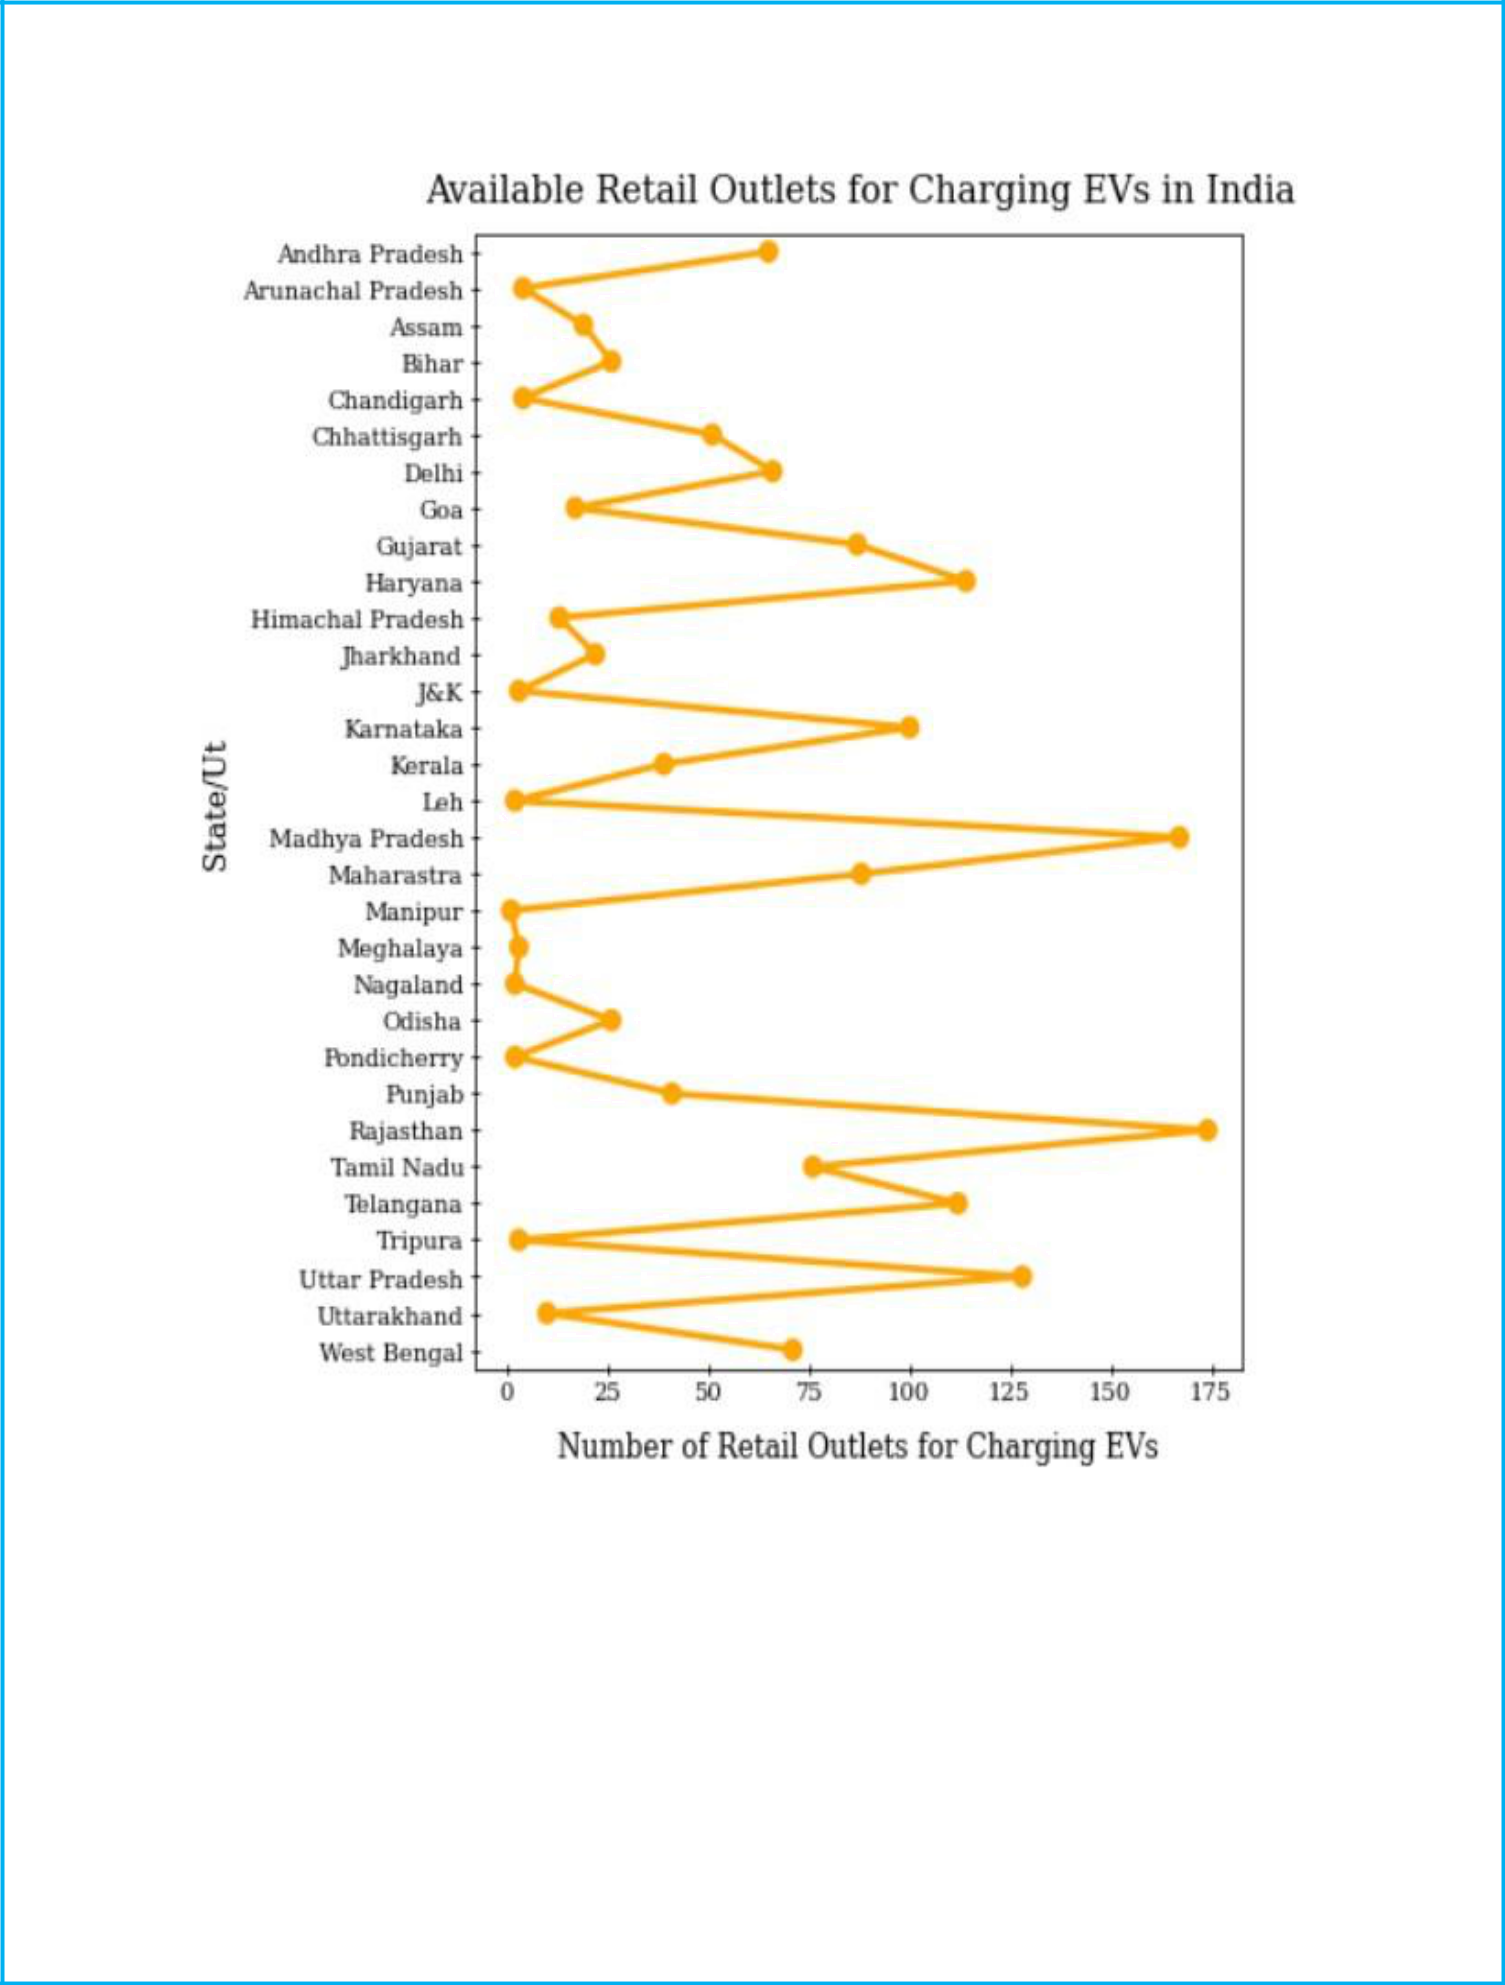 Available Retail Outlets for Charging EVs in India
Andhra Pradesh
Arunachal Pradesh
Assam
Bihar
Chandigarh
Chhattisgarh
Delhi
Goa
Gujarat
Haryana
Himachal Pradesh
Jharkhand
J&K
Karnataka
Kerala
Leh
Madhya Pradesh
Maharastra
Manipur
Meghalaya
Nagaland
Odisha
Pondicherry
Punjab
Rajasthan
Tamil Nadu
Telangana
Tripura
Uttar Pradesh
Uttarakhand
West Bengal
State/Ut
0 25 50 75 100 125 150 175
Number of Retail Outlets for Charging EVs